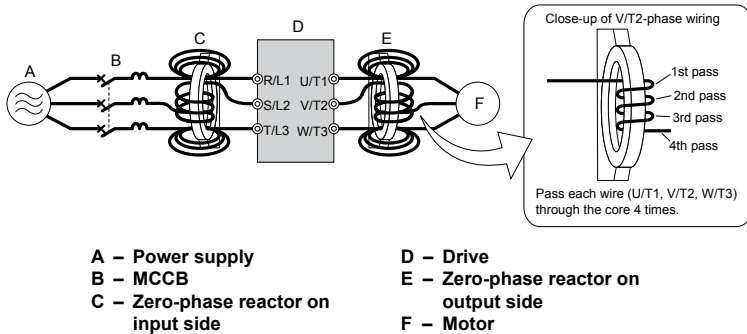 Close-up of V/T2-phase wiring
A
B
C
D
E
F
R/L1 U/T1
S/L2 V/T2
T/L3 W/T3
1st pass
2nd pass
3rd pass
4th pass
Pass each wire (U/T1, V/T2, W/T3)
through the core 4 times.
A – Power supply
B – MCCB
C – Zero-phase reactor on
input side
D – Drive
E – Zero-phase reactor on
output side
F – Motor